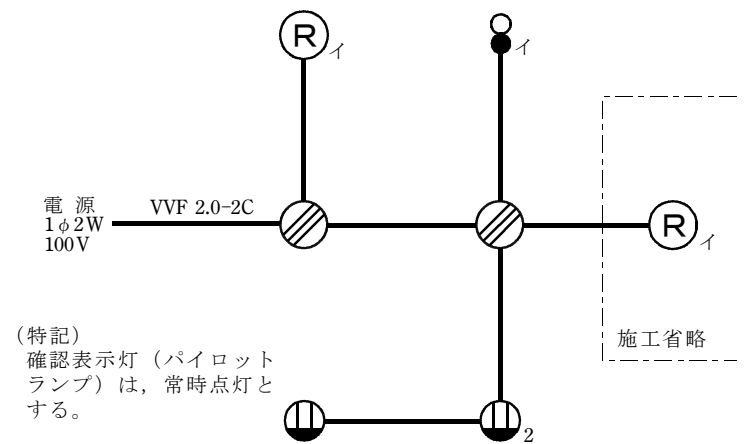 R イ
イ
電 源
1φ2W
100V
VVF 2.0-2C
R イ
施工省略
(特記)
確認表示灯(パイロット
ランプ)は,常時点灯と
する。
2